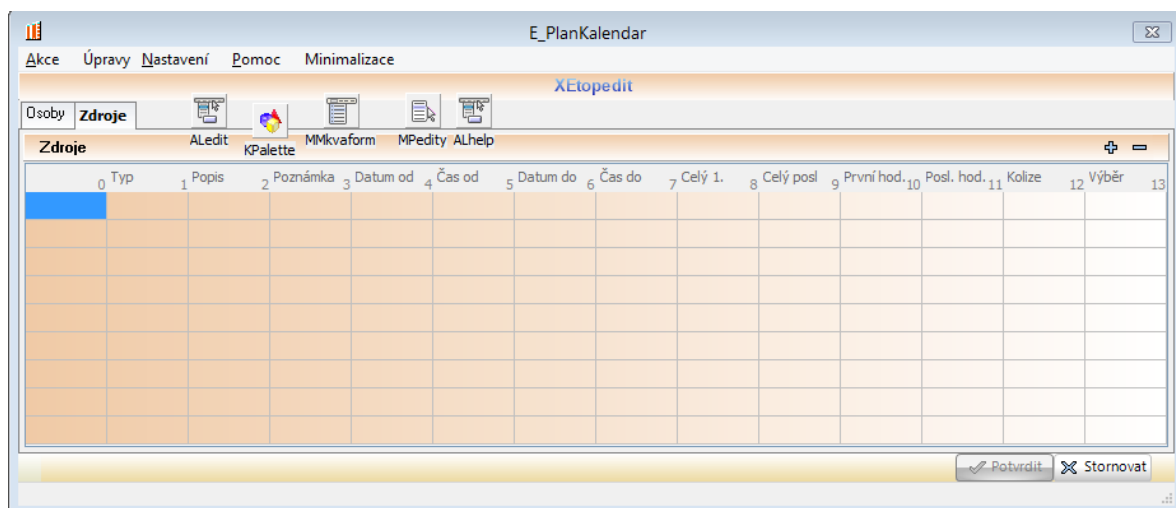 E_PlanKalendar
Akce Úpravy Nastavení Pomoc Minimalizace
XEtopedit
Osoby Zdroje
ALedit KPalette MMkvaform MPedity ALhelp
Zdroje
0 Typ 1 Popis 2 Poznámka 3 Datum od 4 Čas od 5 Datum do 6 Čas do 7 Celý 1. 8 Celý posl 9 První hod. 10 Posl. hod. 11 Kolize 12 Výběr 13
Potvrdit Stornovat